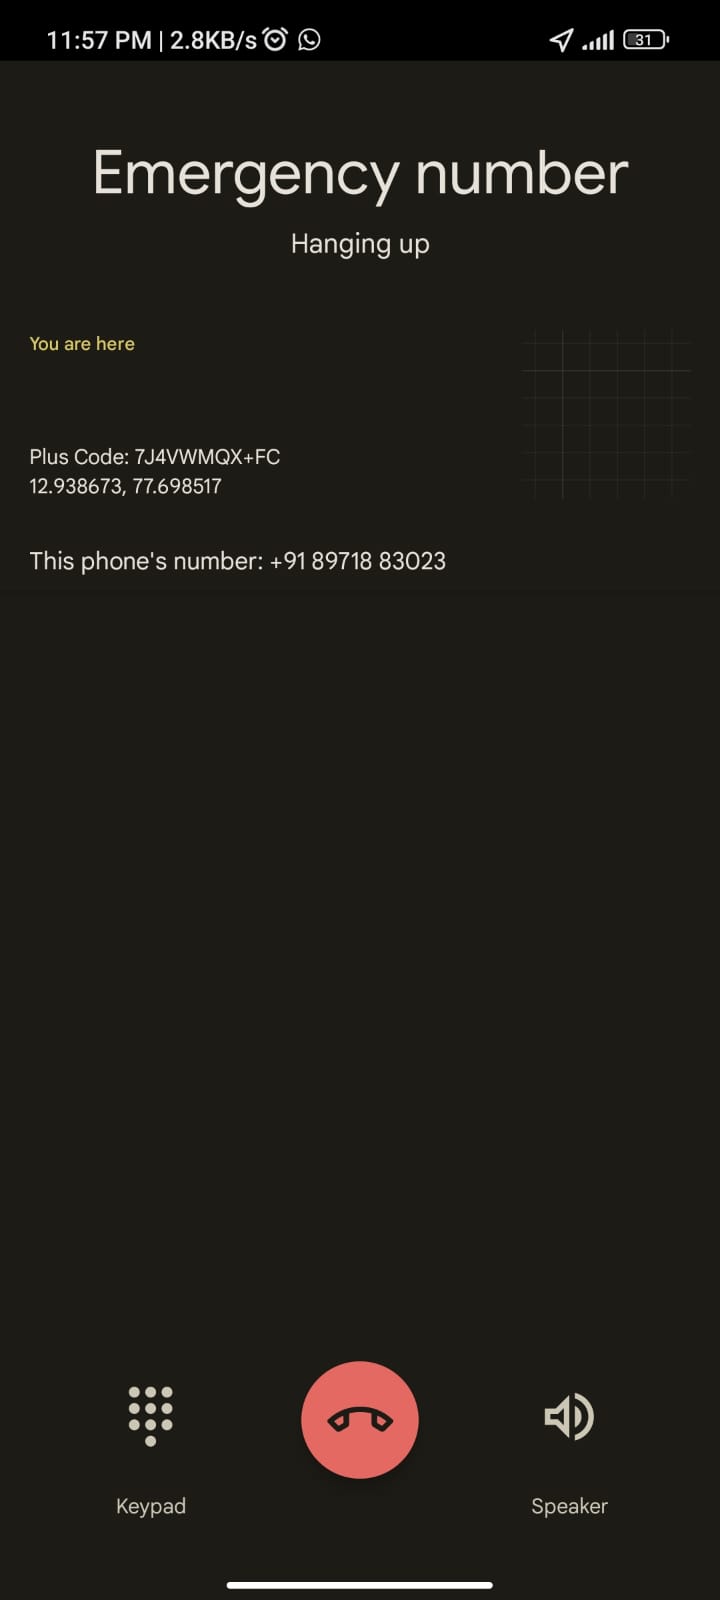 11:57 PM | 2.8KB/s
31
Emergency number
Hanging up
You are here
Plus Code: 7J4VWMQX+FC
12.938673, 77.698517
This phone's number: +91 89718 83023
Keypad
Speaker